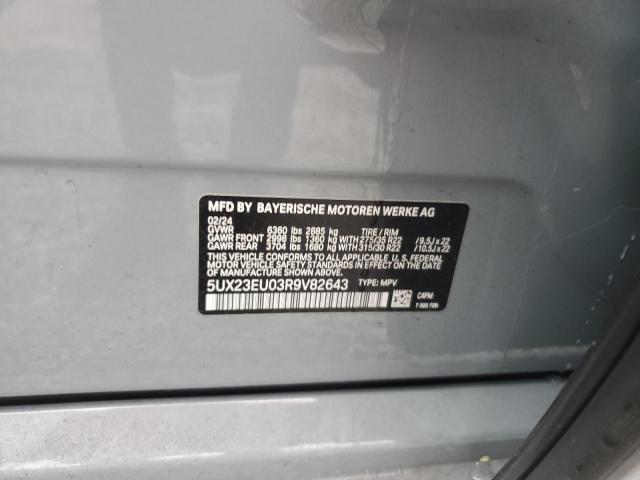 MFD BY BAYERISCHE MOTOREN WERKE AG
02/24
GVWR 6360 lbs 2885 kg TIRE / RIM
GAWR FRONT 2998 lbs 1360 kg WITH 275/35 R22 /9.5J x 22
GAWR REAR 3704 lbs 1680 kg WITH 315/30 R22 /10.5J x 22
THIS VEHICLE CONFORMS TO ALL APPLICABLE U. S. FEDERAL
MOTOR VEHICLE SAFETY STANDARDS IN EFFECT ON THE
DATE OF MANUFACTURE SHOWN ABOVE.
5UX23EU03R9V82643 TYPE: MPV
C4PM